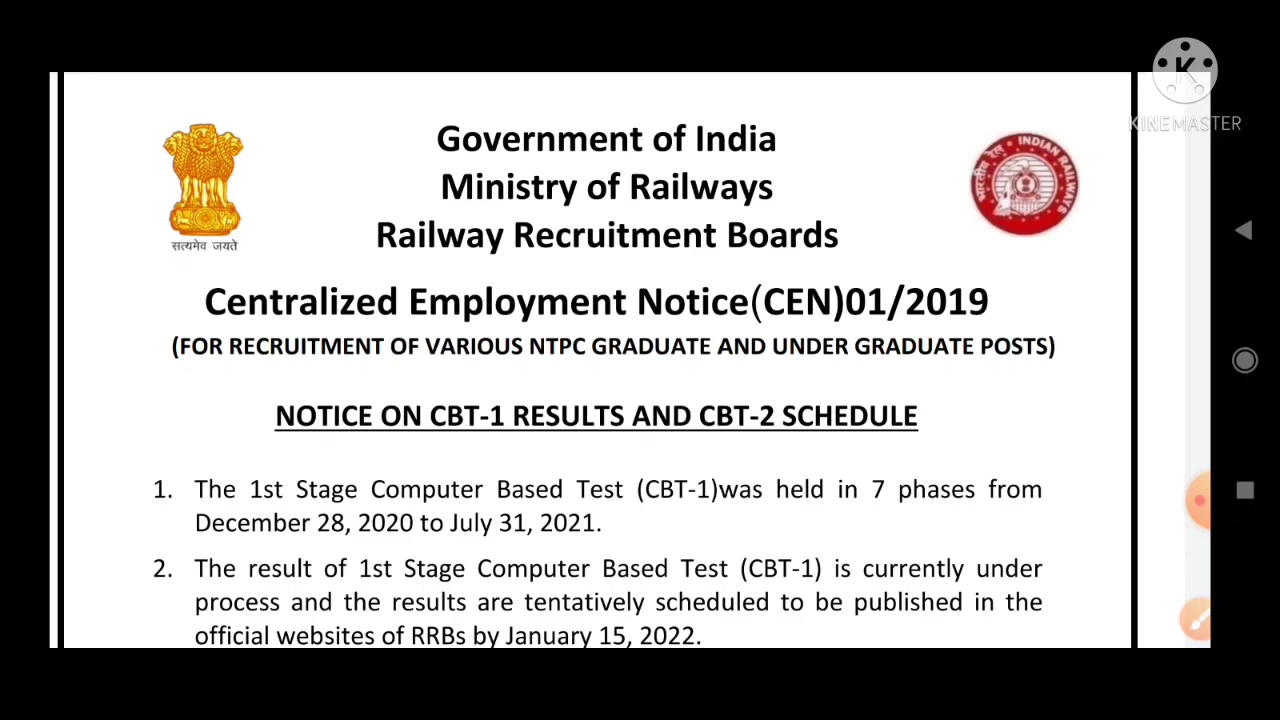 Government of India
Ministry of Railways
Railway Recruitment Boards
Centralized Employment Notice(CEN)01/2019
(FOR RECRUITMENT OF VARIOUS NTPC GRADUATE AND UNDER GRADUATE POSTS)
NOTICE ON CBT-1 RESULTS AND CBT-2 SCHEDULE
1. The 1st Stage Computer Based Test (CBT-1)was held in 7 phases from
December 28, 2020 to July 31, 2021.
2. The result of 1st Stage Computer Based Test (CBT-1) is currently under
process and the results are tentatively scheduled to be published in the
official websites of RRBs by January 15, 2022.
सत्यमेव जयते
भारतीय रेल INDIAN RAILWAYS
K
KINEMASTER